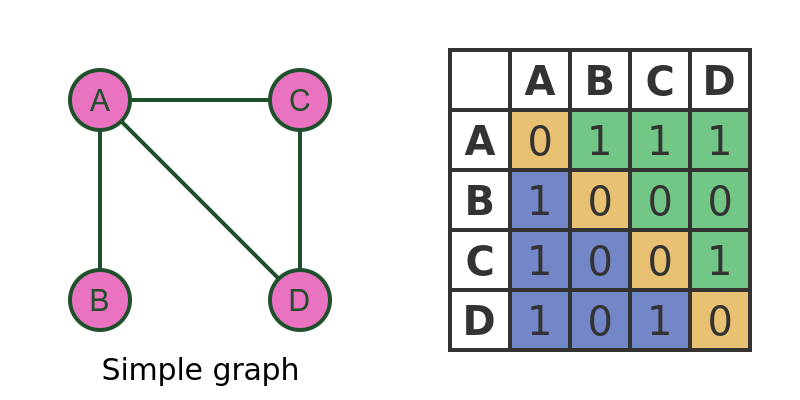 A C
B D
Simple graph
A B C D
A 0 1 1 1
B 1 0 0 0
C 1 0 0 1
D 1 0 1 0